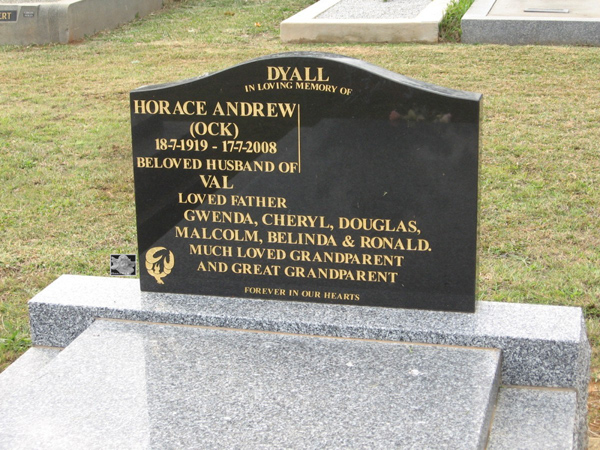 DYALL
IN LOVING MEMORY OF
HORACE ANDREW
(OCK)
18-7-1919 - 17-7-2008
BELOVED HUSBAND OF
VAL
LOVED FATHER
GWENDA, CHERYL, DOUGLAS,
MALCOLM, BELINDA & RONALD.
MUCH LOVED GRANDPARENT
AND GREAT GRANDPARENT
FOREVER IN OUR HEARTS